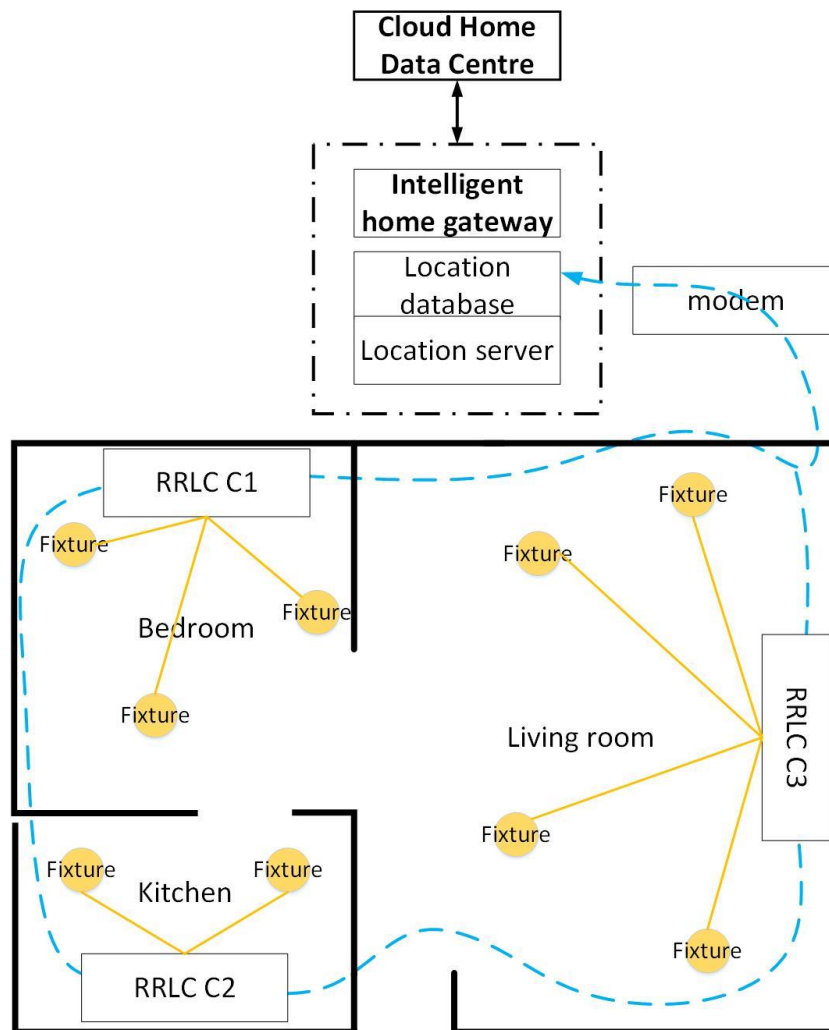 Cloud Home
Data Centre
Intelligent
home gateway
Location
database
Location server
modem
RRLC C1
Fixture
Fixture
Fixture
Fixture
Fixture
Bedroom
Fixture
Living room
RRLC C3
Fixture
Fixture
Fixture
Kitchen
Fixture
RRLC C2